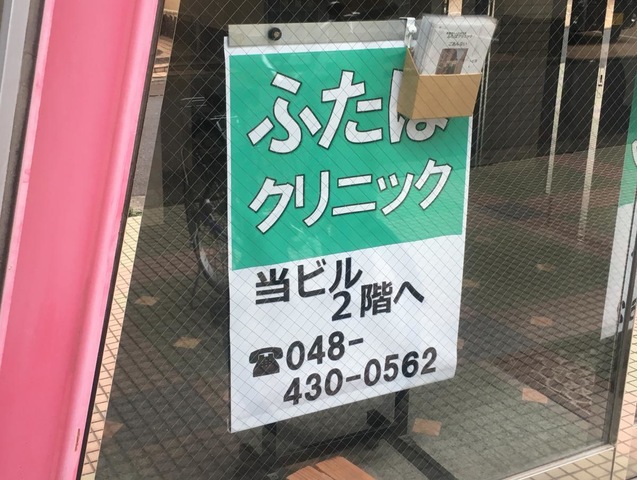 ふたば
クリニック
当ビル
２階へ
☎048-
430-0562